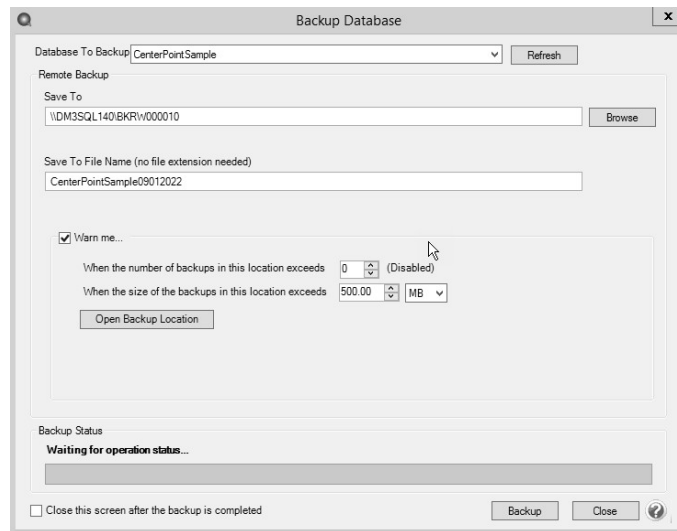 Backup Database
x
Database To Backup CenterPointSample Refresh
Remote Backup
Save To
\\DM3SQL140\BKRW000010 Browse
Save To File Name (no file extension needed)
CenterPointSample09012022
Warn me...
When the number of backups in this location exceeds 0 (Disabled)
When the size of the backups in this location exceeds 500.00 MB
Open Backup Location
Backup Status
Waiting for operation status...
Close this screen after the backup is completed Backup Close ?